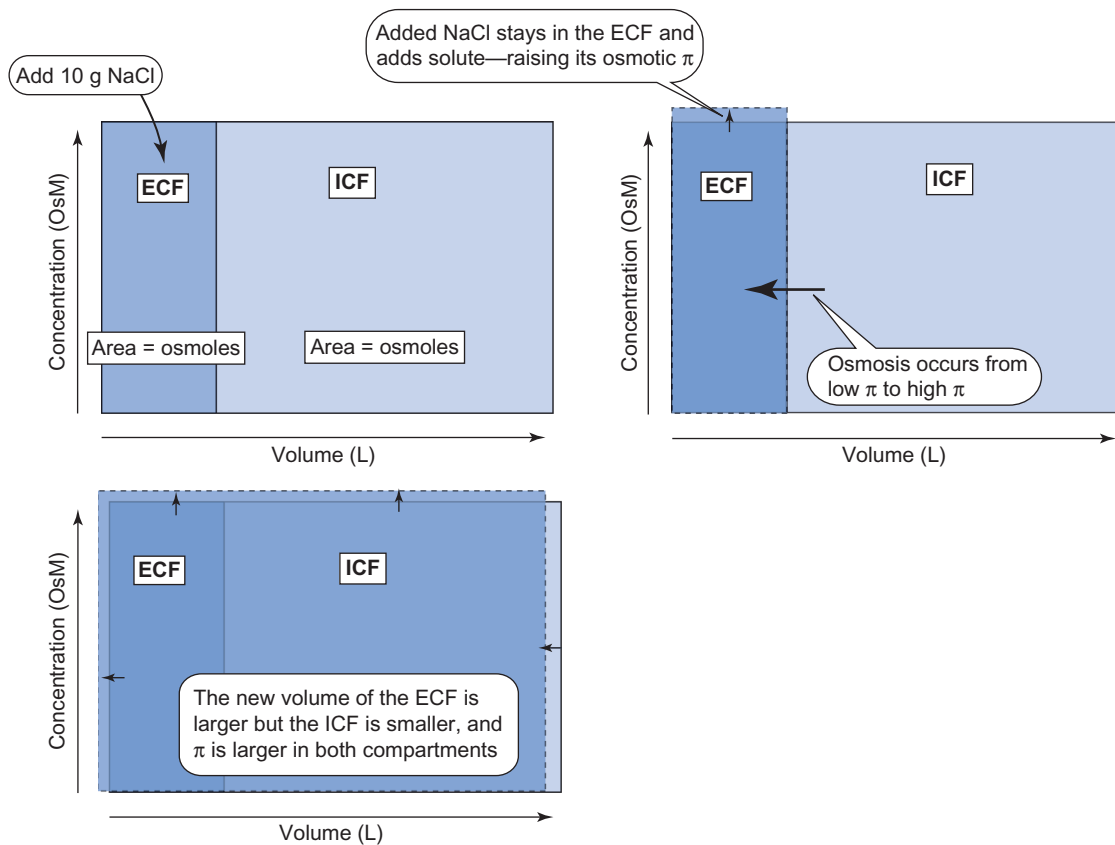 Add 10 g NaCl
ECF
ICF
Area = osmoles
Area = osmoles
Concentration (OsM)
Volume (L)
Added NaCl stays in the ECF and
adds solute—raising its osmotic π
ECF
ICF
Osmosis occurs from
low π to high π
Concentration (OsM)
Volume (L)
ECF
ICF
The new volume of the ECF is
larger but the ICF is smaller, and
π is larger in both compartments
Concentration (OsM)
Volume (L)